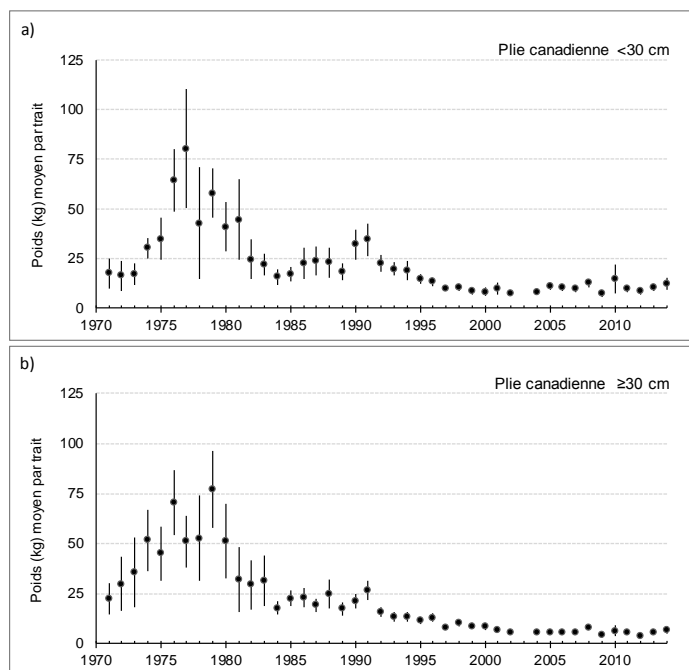 a)
Plie canadienne <30 cm
125
100
75
50
25
0
Poids (kg) moyen par trait
1970 1975 1980 1985 1990 1995 2000 2005 2010
b)
Plie canadienne ≥30 cm
125
100
75
50
25
0
Poids (kg) moyen par trait
1970 1975 1980 1985 1990 1995 2000 2005 2010